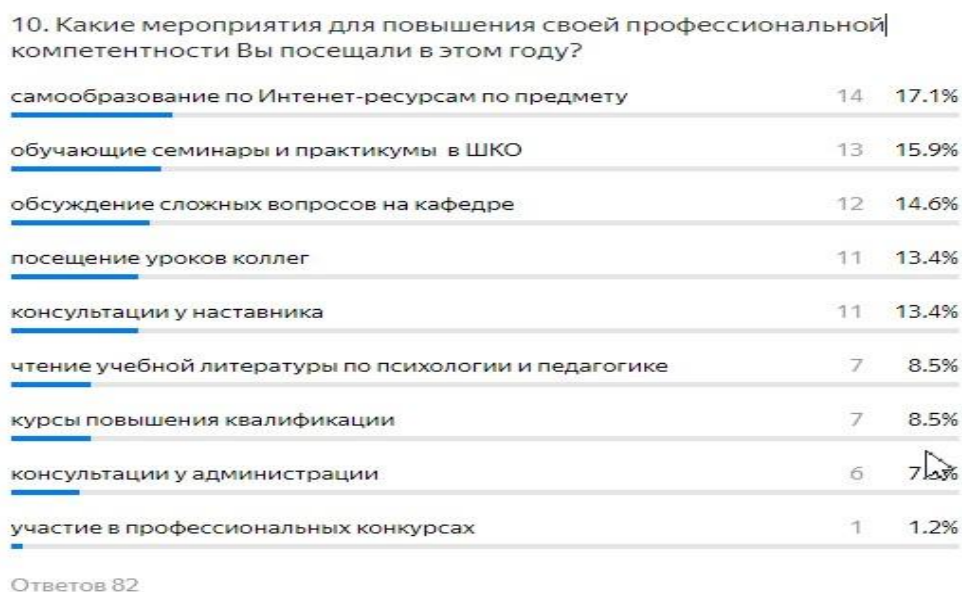 10. Какие мероприятия для повышения своей профессиональной
компетентности Вы посещали в этом году?
самообразование по Интенет-ресурсам по предмету 14 17.1%
обучающие семинары и практикумы в ШКО 13 15.9%
обсуждение сложных вопросов на кафедре 12 14.6%
посещение уроков коллег 11 13.4%
консультации у наставника 11 13.4%
чтение учебной литературы по психологии и педагогике 7 8.5%
курсы повышения квалификации 7 8.5%
консультации у администрации 6
участие в профессиональных конкурсах 1 1.2%
Ответов 82